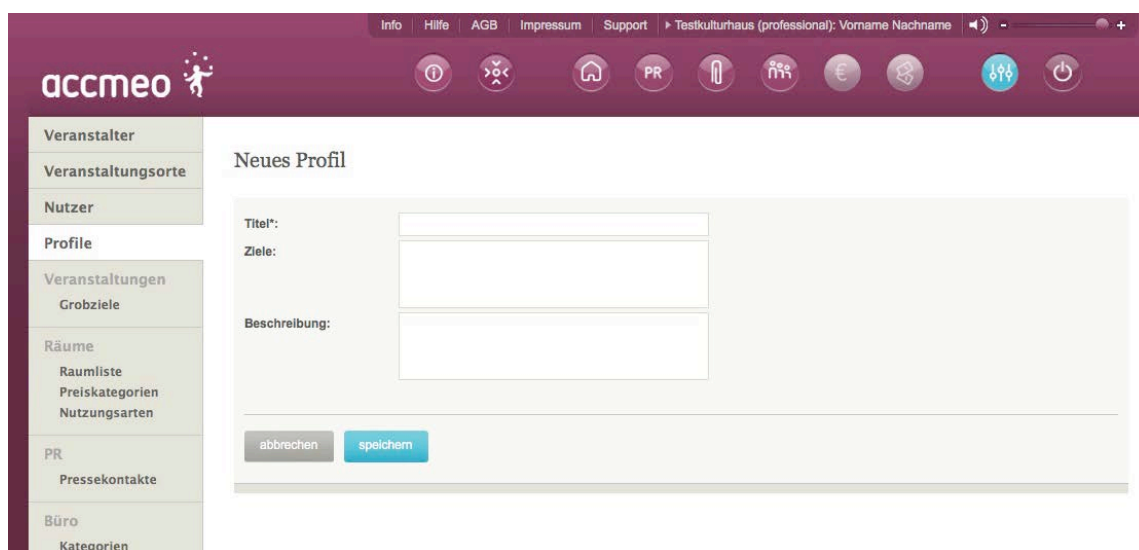 Info Hilfe AGB Impressum Support Testkulturhaus (professional): Vorname Nachname - +
accmeo
PR €
Veranstalter
Veranstaltungsorte
Nutzer
Profile
Veranstaltungen
Grobziele
Räume
Raumliste
Preiskategorien
Nutzungsarten
PR
Pressekontakte
Büro
Kategorien
Neues Profil
Titel*:
Ziele:
Beschreibung:
abbrechen speichern